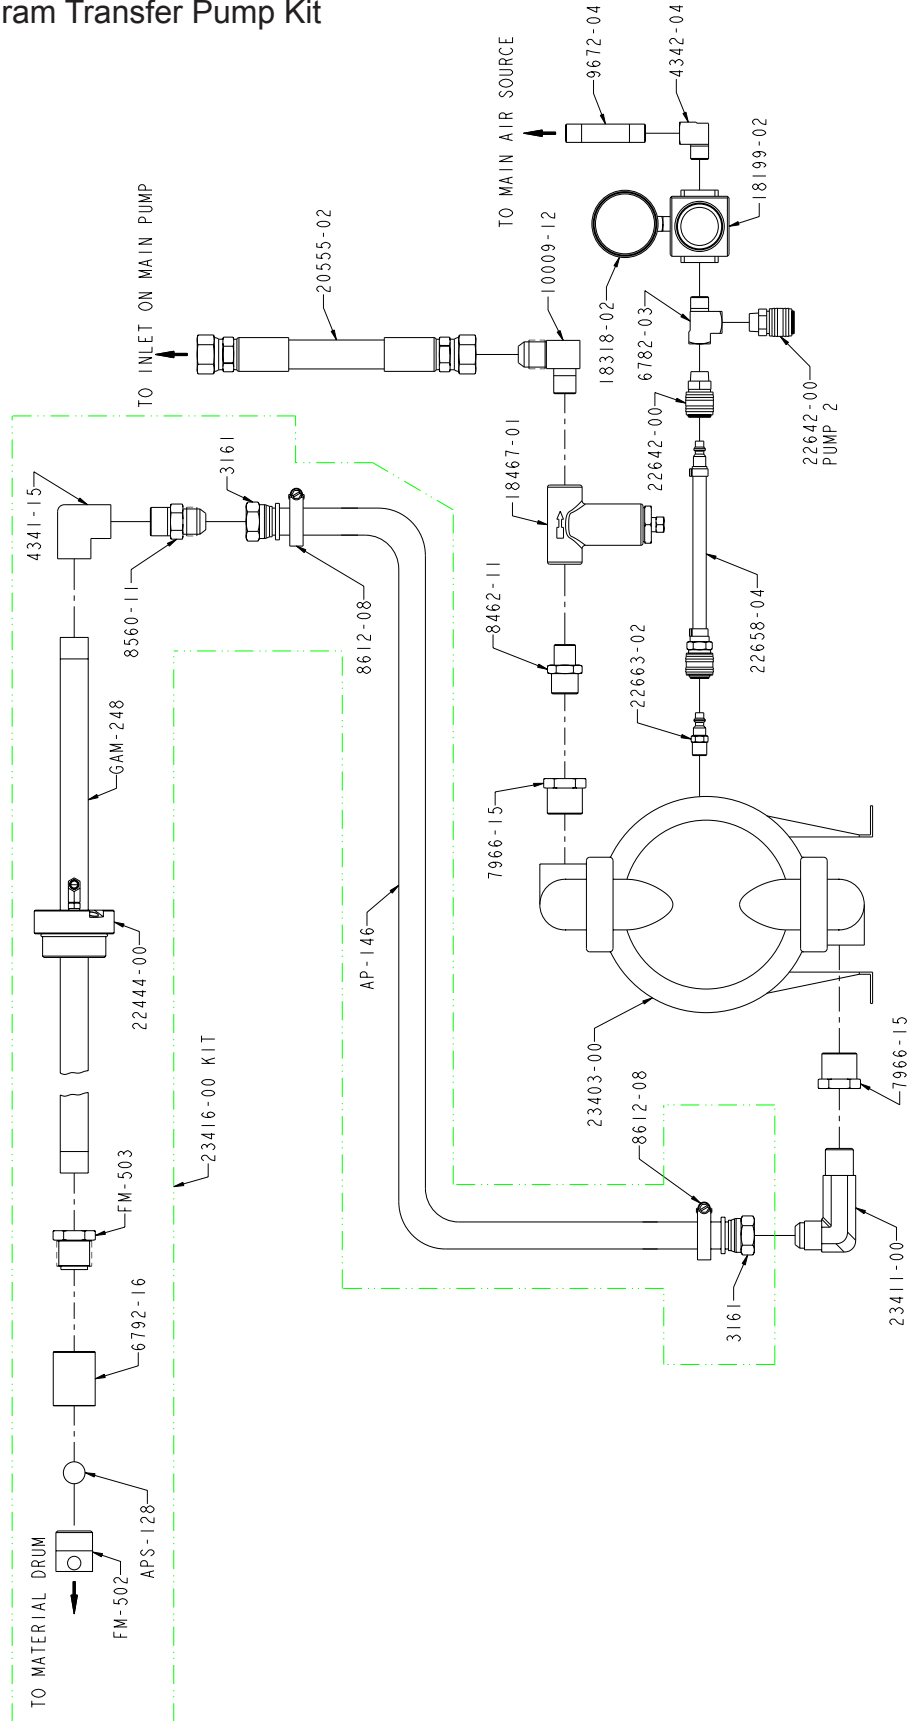 ram Transfer Pump Kit
9672-04
4342-04
TO MAIN AIR SOURCE
18199-02
TO INLET ON MAIN PUMP
20555-02
10009-12
18318-02
6782-03
22642-00
PUMP 2
22642-00
18467-01
3161
4341-15
8560-11
8612-08
8462-11
22658-04
22663-02
GAM-248
7966-15
AP-146
22444-00
23416-00 KIT
23403-00
7966-15
8612-08
FM-503
6792-16
3161
23411-00
APS-128
FM-502
TO MATERIAL DRUM